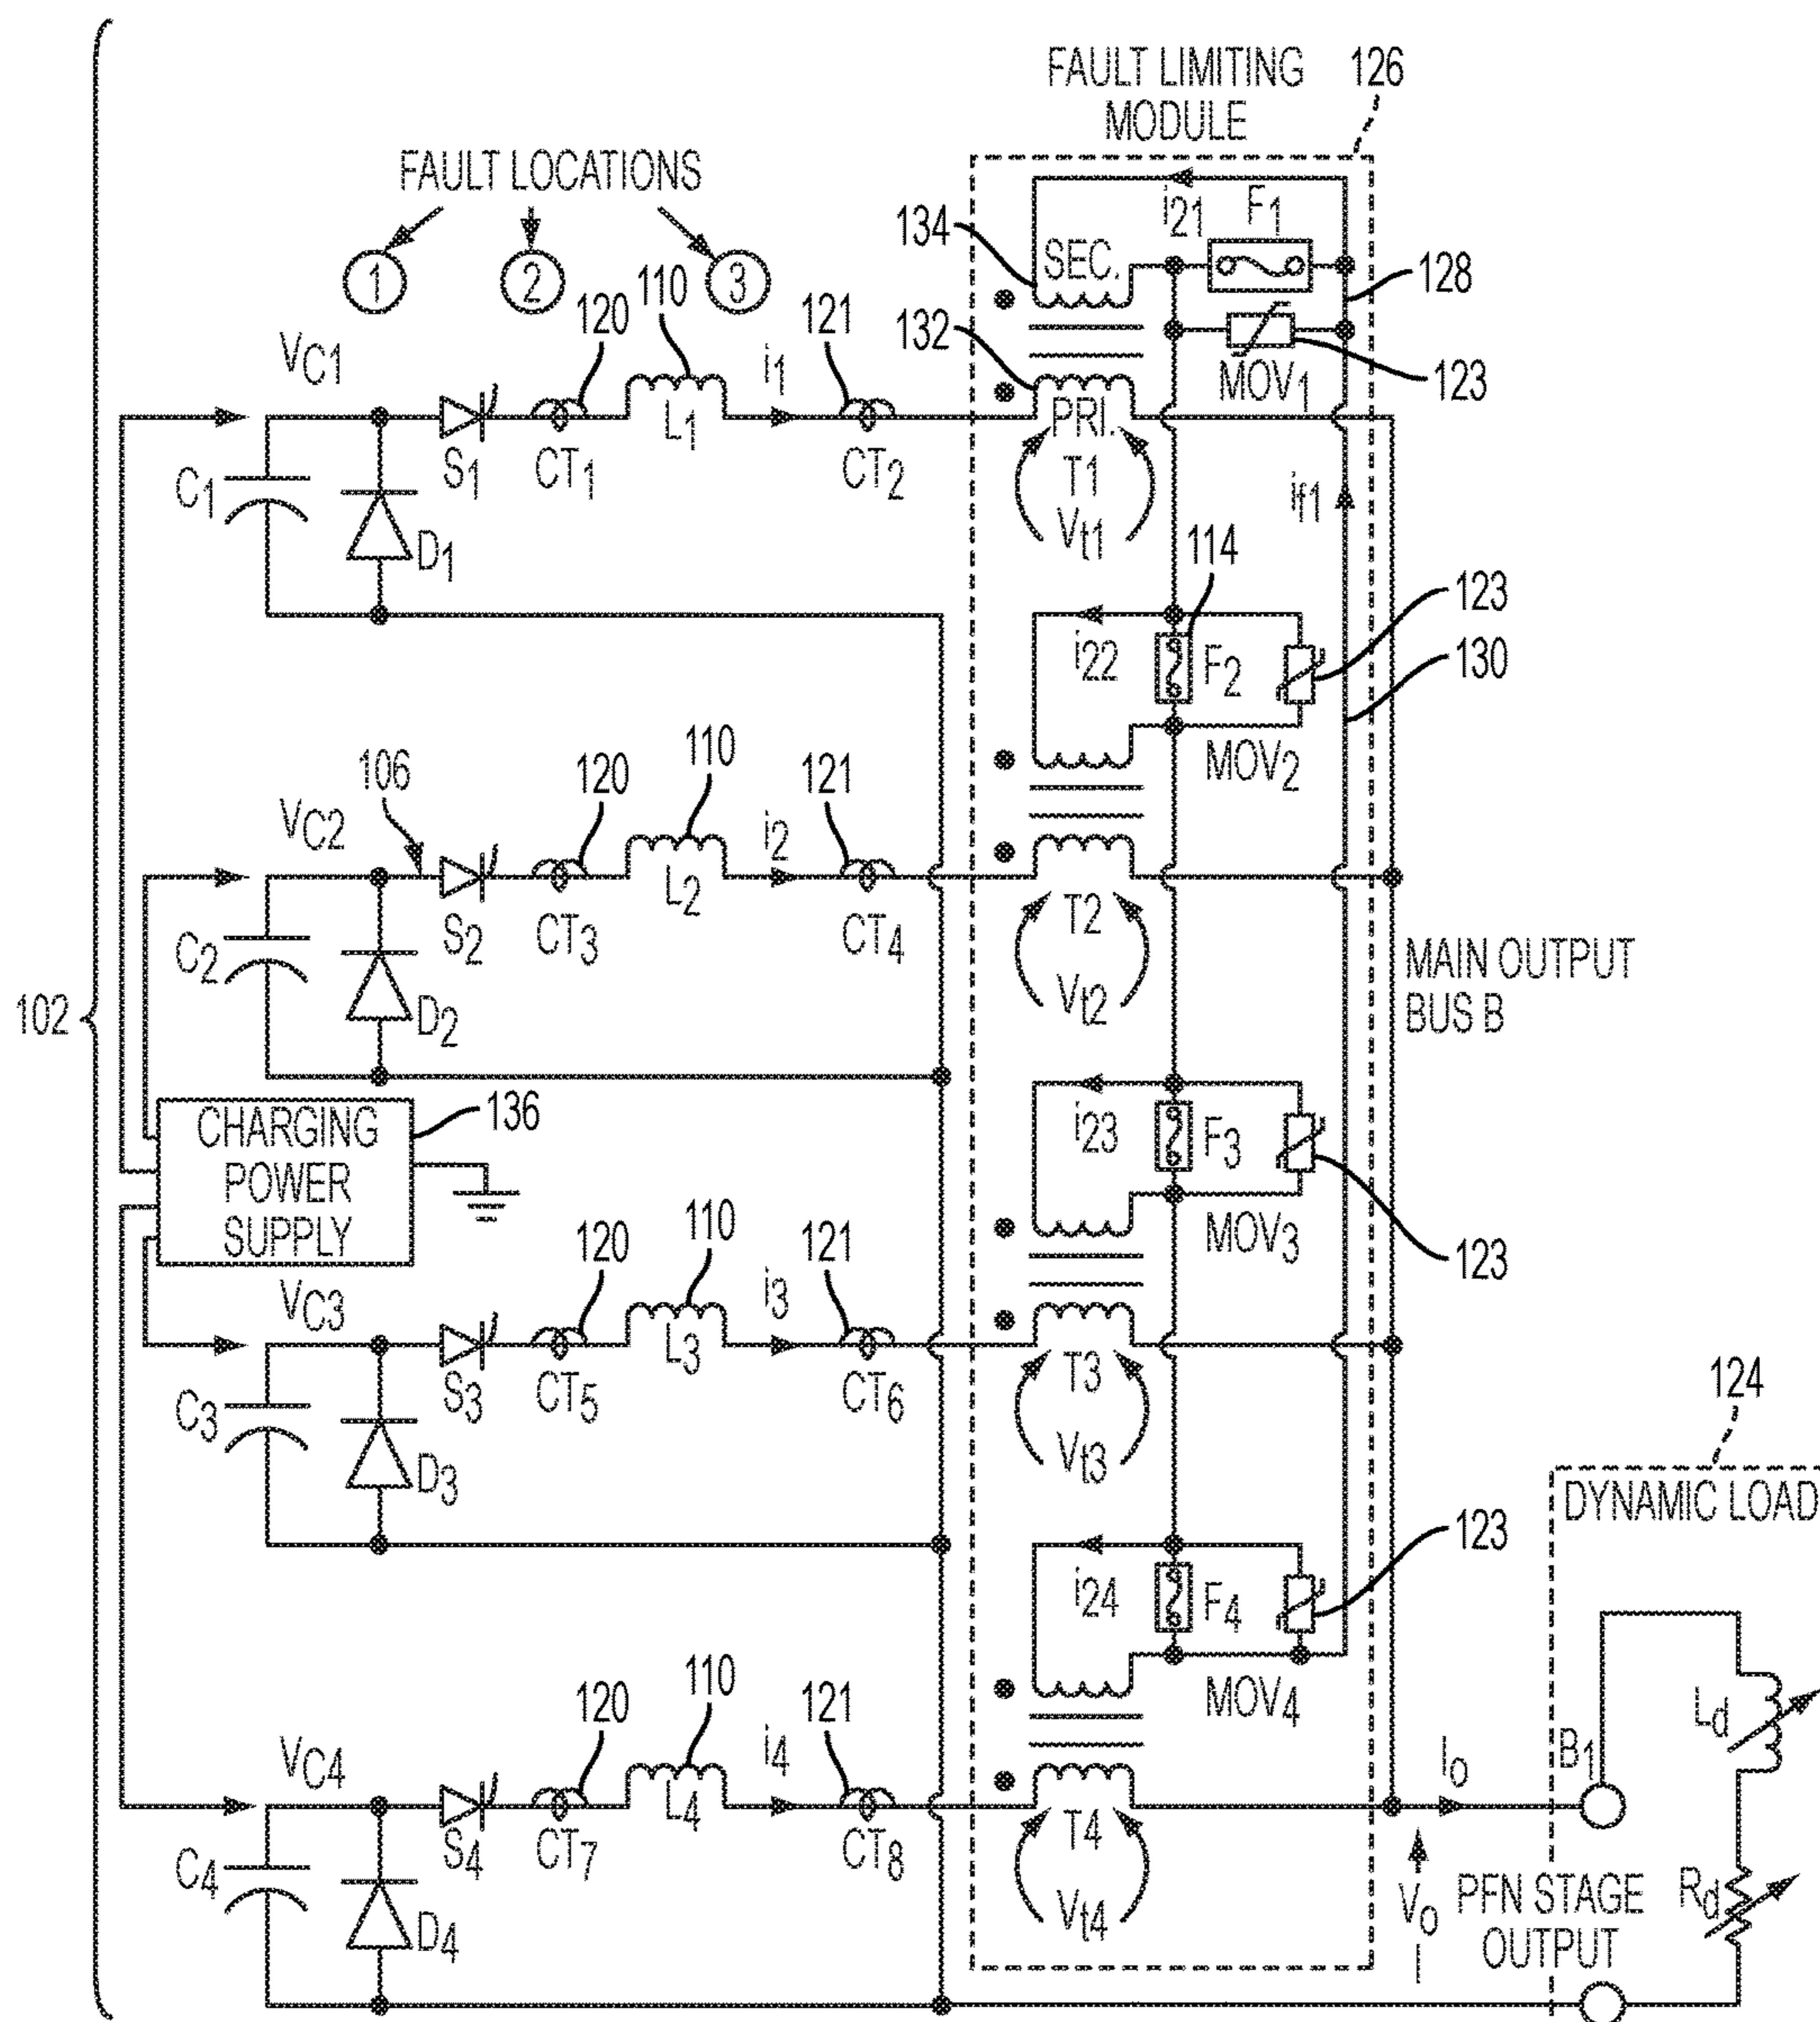 FAULT LIMITING
MODULE
126
FAULT LOCATIONS
1
2
3
134
SEC.
i21
F1
128
132
MOV1
123
VC1
120
110
i1
121
PRI.
C1
D1
S1
CT1
L1
CT2
T1
Vt1
if1
114
i22
F2
123
130
MOV2
106
VC2
120
110
i2
121
C2
D2
S2
CT3
L2
CT4
T2
Vt2
MAIN OUTPUT
BUS B
102
CHARGING
POWER
SUPPLY
136
i23
F3
123
MOV3
VC3
120
110
i3
121
C3
D3
S3
CT5
L3
CT6
T3
Vt3
124
DYNAMIC LOAD
i24
F4
123
MOV4
VC4
120
110
i4
121
C4
D4
S4
CT7
L4
CT8
T4
Vt4
Io
B1
Ld
Vo
PFN STAGE
OUTPUT
Rd